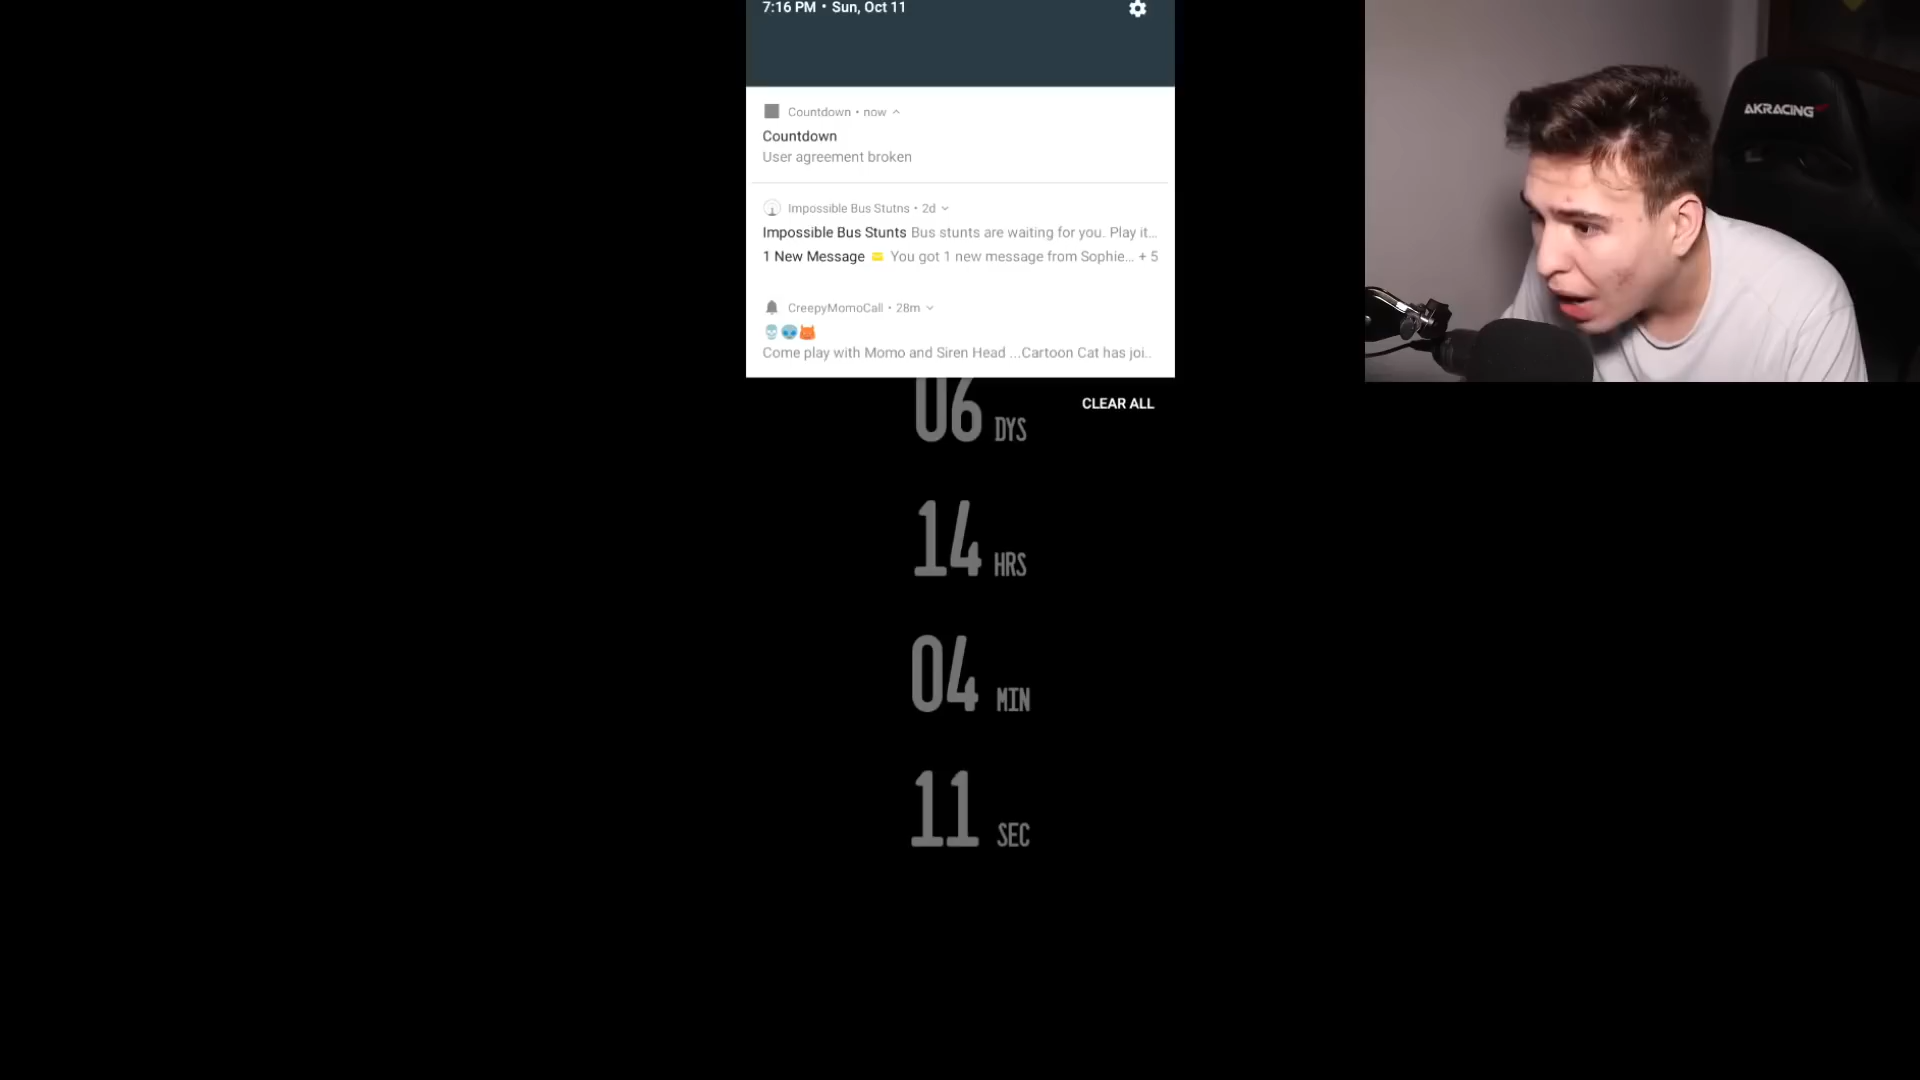 7:16 PM • Sun, Oct 11
Countdown • now
Countdown
User agreement broken
Impossible Bus Stutns • 2d
Impossible Bus Stunts Bus stunts are waiting for you. Play it...
1 New Message You got 1 new message from Sophie... + 5
CreepyMomoCall • 28m
Come play with Momo and Siren Head ...Cartoon Cat has joi..
CLEAR ALL
06 DYS
14 HRS
04 MIN
11 SEC
AKRACING